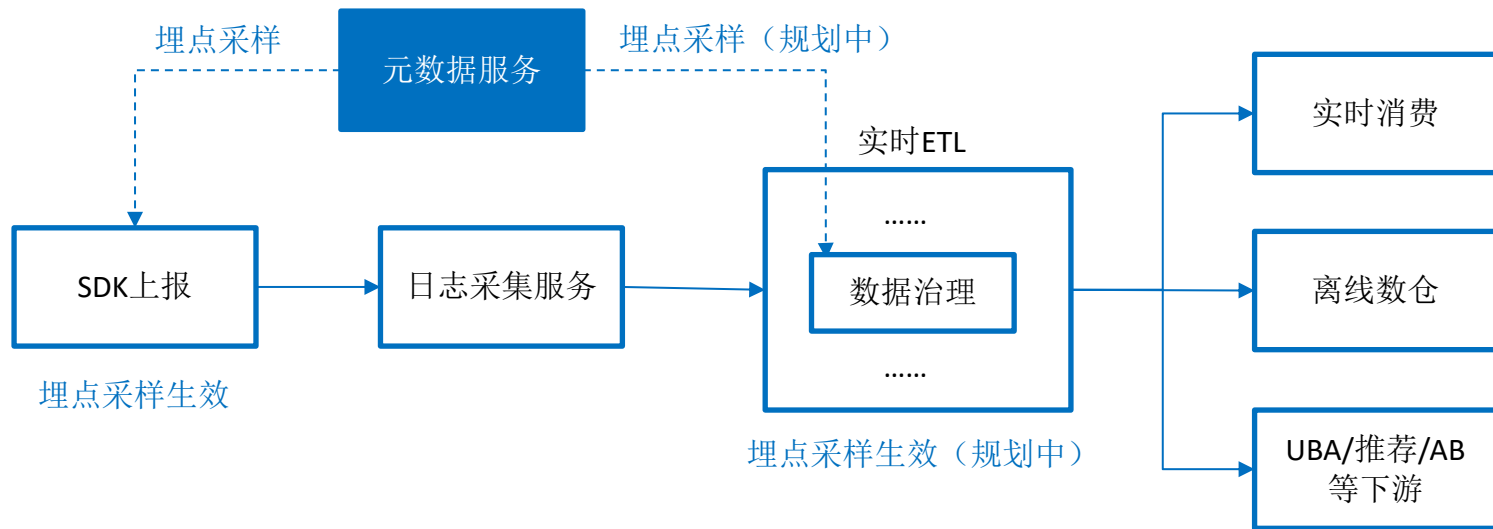 埋点采样
元数据服务
埋点采样（规划中）
实时消费
实时ETL
......
SDK上报
日志采集服务
数据治理
离线数仓
......
埋点采样生效
埋点采样生效（规划中）
UBA/推荐/AB
等下游